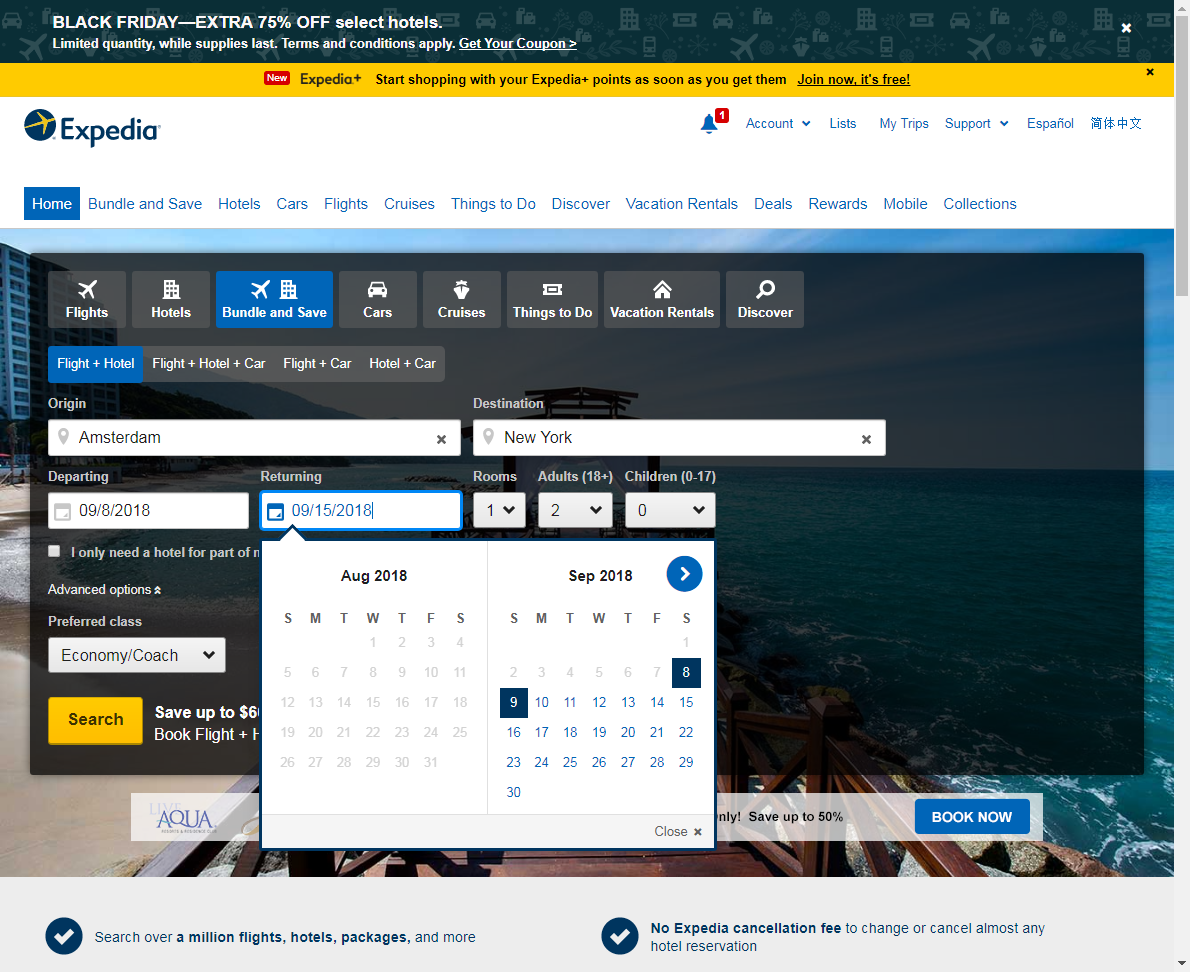 BLACK FRIDAY—EXTRA 75% OFF select hotels.
Limited quantity, while supplies last. Terms and conditions apply. Get Your Coupon >
New Expedia+ Start shopping with your Expedia+ points as soon as you get them Join now, it's free!
Expedia
1
Account Lists My Trips Support Español 简体中文
Home Bundle and Save Hotels Cars Flights Cruises Things to Do Discover Vacation Rentals Deals Rewards Mobile Collections
Flights Hotels Bundle and Save Cars Cruises Things to Do Vacation Rentals Discover
Flight + Hotel Flight + Hotel + Car Flight + Car Hotel + Car
Origin Destination
Amsterdam New York
Departing Returning Rooms Adults (18+) Children (0-17)
09/8/2018 09/15/2018 1 2 0
I only need a hotel for part of
Advanced options
Preferred class
Economy/Coach
Search
Save up to
Book Flight +
Aug 2018
S M T W T F S
1 2 3 4
5 6 7 8 9 10 11
12 13 14 15 16 17 18
19 20 21 22 23 24 25
26 27 28 29 30 31
Sep 2018
S M T W T F S
1
2 3 4 5 6 7 8
9 10 11 12 13 14 15
16 17 18 19 20 21 22
23 24 25 26 27 28 29
30
Close
LIVE AQUA
Save up to 50%
BOOK NOW
Search over a million flights, hotels, packages, and more
No Expedia cancellation fee to change or cancel almost any
hotel reservation